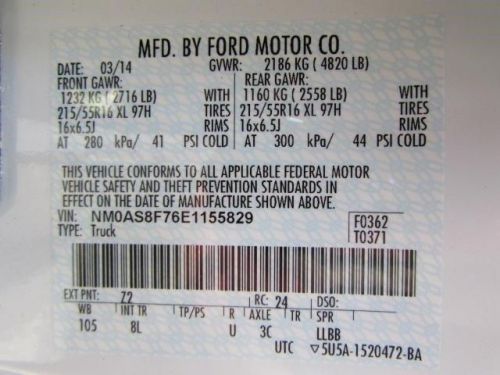 MFD. BY FORD MOTOR CO.
DATE: 03/14 GVWR: 2186 KG ( 4820 LB)
FRONT GAWR: REAR GAWR:
1232 KG ( 2716 LB) WITH 1160 KG ( 2558 LB) WITH
215/55R16 XL 97H TIRES 215/55R16 XL 97H TIRES
16x6.5J RIMS 16x6.5J RIMS
AT 280 kPa/ 41 PSI COLD AT 300 kPa/ 44 PSI COLD
THIS VEHICLE CONFORMS TO ALL APPLICABLE FEDERAL MOTOR
VEHICLE SAFETY AND THEFT PREVENTION STANDARDS IN
EFFECT ON THE DATE OF MANUFACTURE SHOWN ABOVE.
VIN: NM0AS8F76E1155829 F0362
TYPE: Truck T0371
EXT PNT: 72 RC: 24 DSO:
WB INT TR TP/PS R AXLE TR SPR
105 8L U 3C LLBB
UTC ▽5U5A-1520472-BA